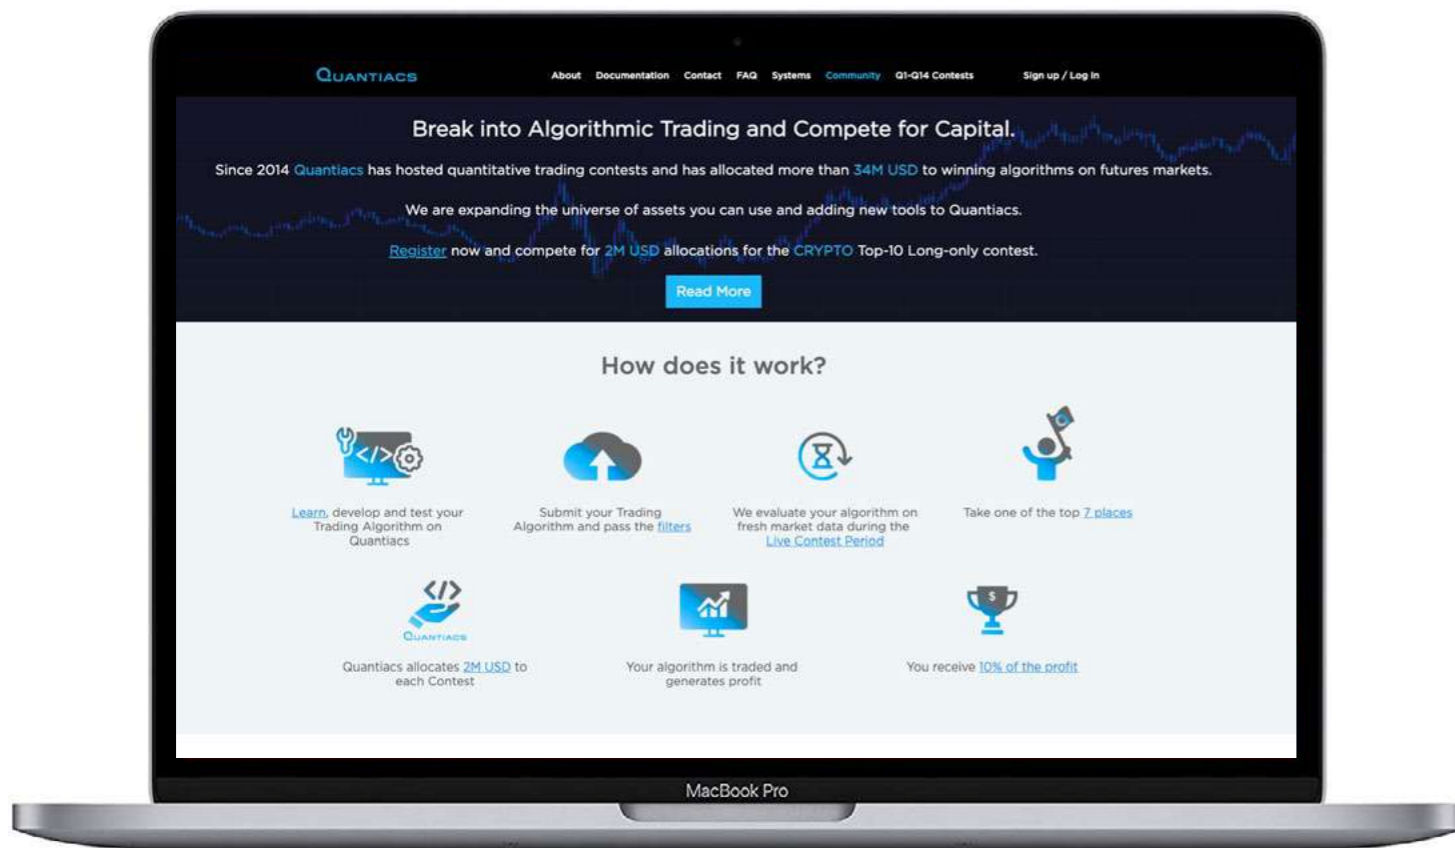 QUANTIACS
About Documentation Contact FAQ Systems Community Q1-Q14 Contests Sign up / Log In
Break into Algorithmic Trading and Compete for Capital.
Since 2014 Quantiacs has hosted quantitative trading contests and has allocated more than 34M USD to winning algorithms on futures markets.
We are expanding the universe of assets you can use and adding new tools to Quantiacs.
Register now and compete for 2M USD allocations for the CRYPTO Top-10 Long-only contest.
Read More
How does it work?
</>
Learn, develop and test your
Trading Algorithm on
Quantiacs
Submit your Trading
Algorithm and pass the filters
We evaluate your algorithm on
fresh market data during the
Live Contest Period
Take one of the top 7 places
</>
QUANTIACS
Quantiacs allocates 2M USD to
each Contest
Your algorithm is traded and
generates profit
$
You receive 10% of the profit
MacBook Pro